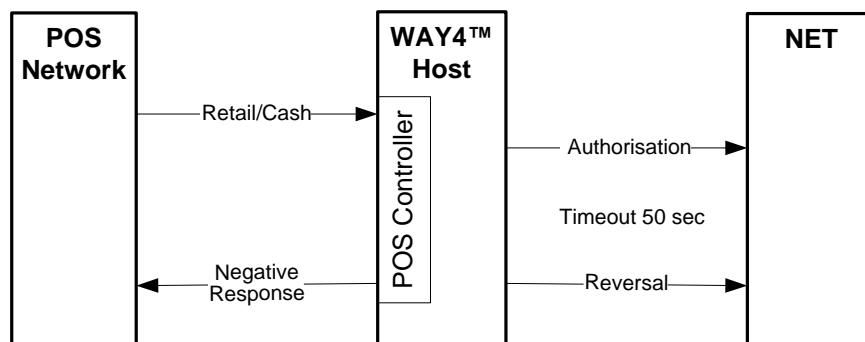 POS
Network
WAY4™
Host
NET
Retail/Cash
POS Controller
Authorisation
Timeout 50 sec
Negative
Response
Reversal